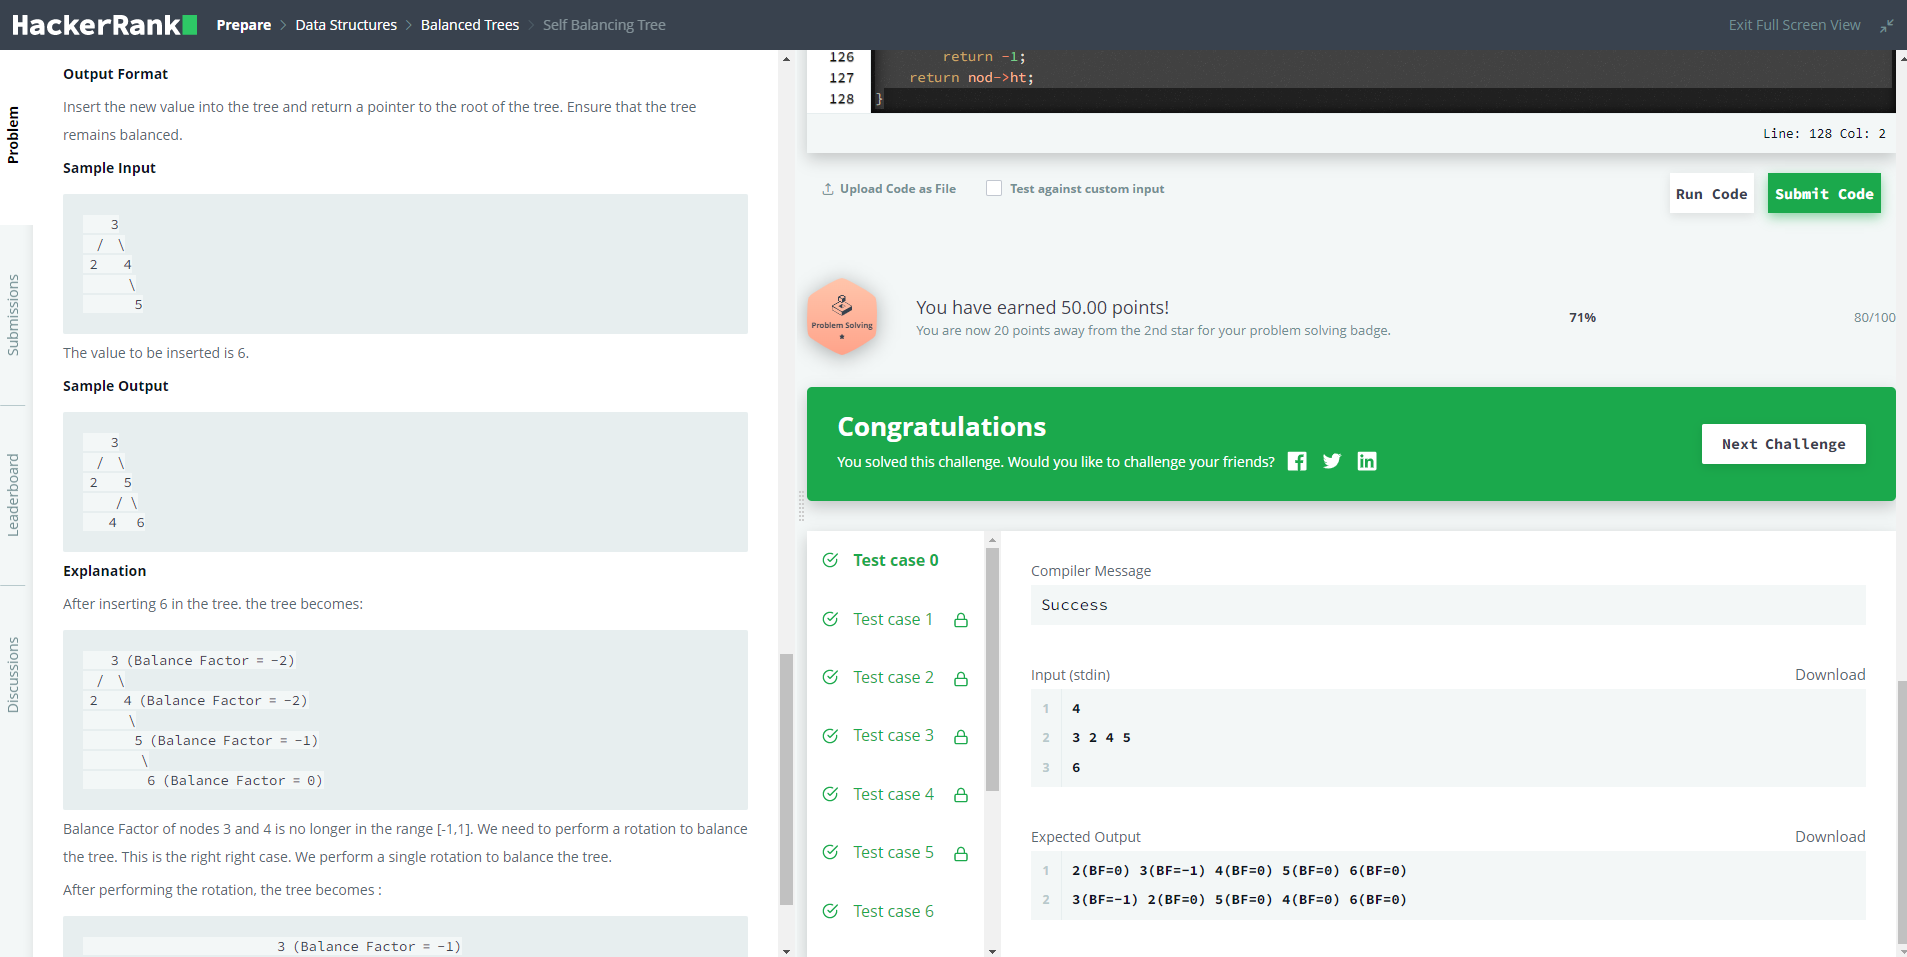 HackerRank
Prepare > Data Structures > Balanced Trees > Self Balancing Tree
Exit Full Screen View
Problem
Submissions
Leaderboard
Discussions
Output Format
Insert the new value into the tree and return a pointer to the root of the tree. Ensure that the tree
remains balanced.
Sample Input
3
/ \
2 4
\
5
The value to be inserted is 6.
Sample Output
3
/ \
2 5
/ \
4 6
Explanation
After inserting 6 in the tree. the tree becomes:
3 (Balance Factor = -2)
/ \
2 4 (Balance Factor = -2)
\
5 (Balance Factor = -1)
\
6 (Balance Factor = 0)
Balance Factor of nodes 3 and 4 is no longer in the range [-1,1]. We need to perform a rotation to balance
the tree. This is the right right case. We perform a single rotation to balance the tree.
After performing the rotation, the tree becomes :
3 (Balance Factor = -1)
126 return -1;
127 return nod->ht;
128 }
Line: 128 Col: 2
Upload Code as File
Test against custom input
Run Code
Submit Code
Problem Solving
You have earned 50.00 points!
You are now 20 points away from the 2nd star for your problem solving badge.
71%
80/100
Congratulations
You solved this challenge. Would you like to challenge your friends?
Next Challenge
Test case 0
Test case 1
Test case 2
Test case 3
Test case 4
Test case 5
Test case 6
Compiler Message
Success
Input (stdin)
Download
1 4
2 3 2 4 5
3 6
Expected Output
Download
1 2(BF=0) 3(BF=-1) 4(BF=0) 5(BF=0) 6(BF=0)
2 3(BF=-1) 2(BF=0) 5(BF=0) 4(BF=0) 6(BF=0)